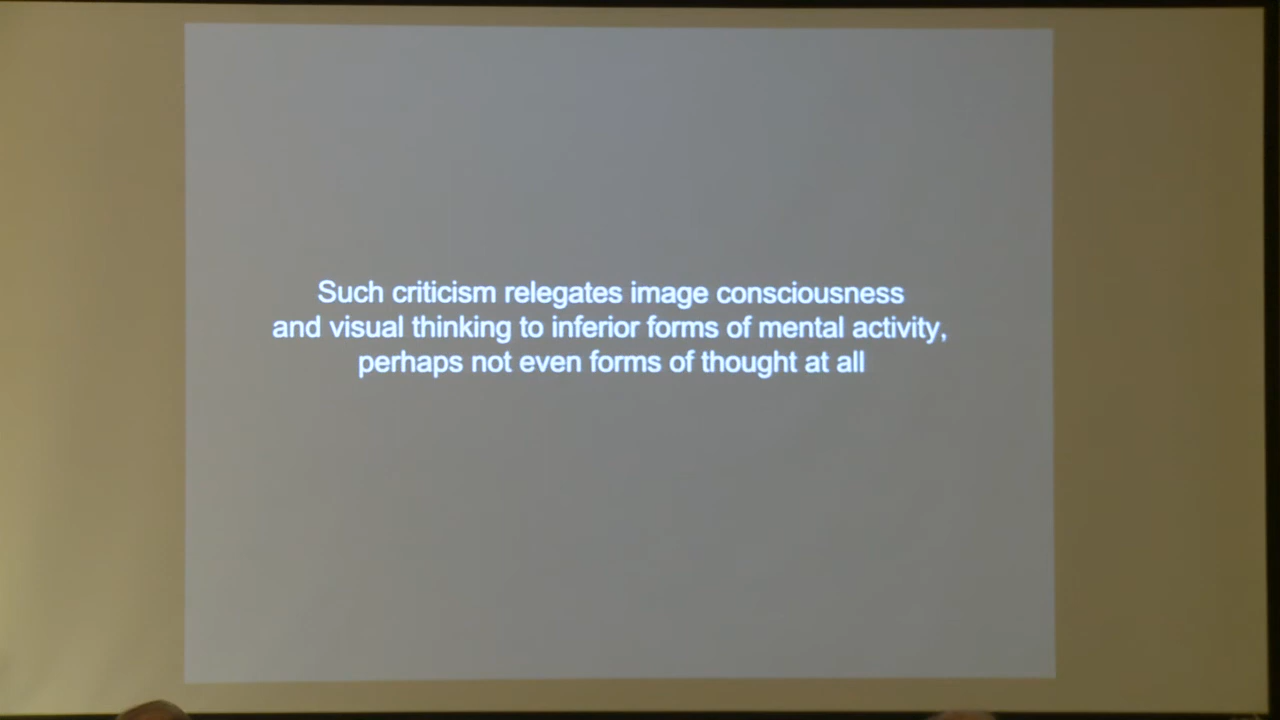 Such criticism relegates image consciousness
and visual thinking to inferior forms of mental activity,
perhaps not even forms of thought at all